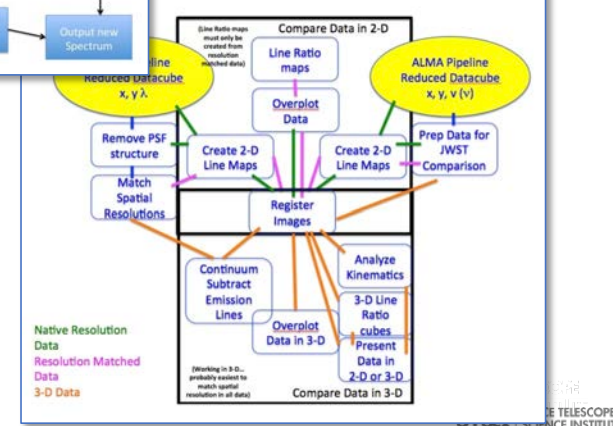 Output new
Spectrum
(Line Ratio maps
must only be
created from
resolution
matched data)
Compare Data in 2-D
Line Ratio
maps
Overplot
Data
eline
Reduced Datacube
x, y λ
ALMA Pipeline
Reduced Datacube
x, y, v (ν)
Remove PSF
structure
Create 2-D
Line Maps
Create 2-D
Line Maps
Prep Data for
JWST
Comparison
Match
Spatial
Resolutions
Register
Images
Continuum
Subtract
Emission
Lines
Analyze
Kinematics
3-D Line
Ratio
cubes
Overplot
Data in 3-D
Present
Data in
2-D or 3-D
Native Resolution
Data
Resolution Matched
Data
3-D Data
(Working in 3-D...
probably easiest to
match spatial
resolution in all data)
Compare Data in 3-D
CE TELESCOPE
SCIENCE INSTITU